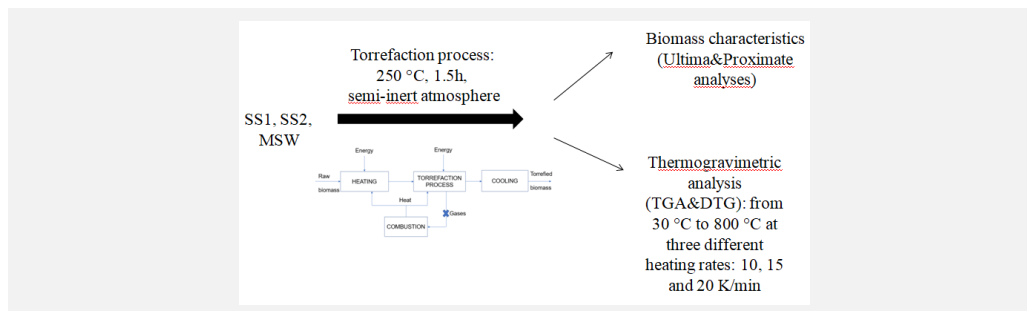 Torrefaction process:
250 °C, 1.5h,
semi-inert atmosphere
SS1, SS2,
MSW
Energy
Energy
Raw
biomass
HEATING
TORREFACTION
PROCESS
COOLING
Torrefied
biomass
Heat
Gases
COMBUSTION
Biomass characteristics
(Ultima&Proximate
analyses)
Thermogravimetric
analysis
(TGA&DTG): from
30 °C to 800 °C at
three different
heating rates: 10, 15
and 20 K/min